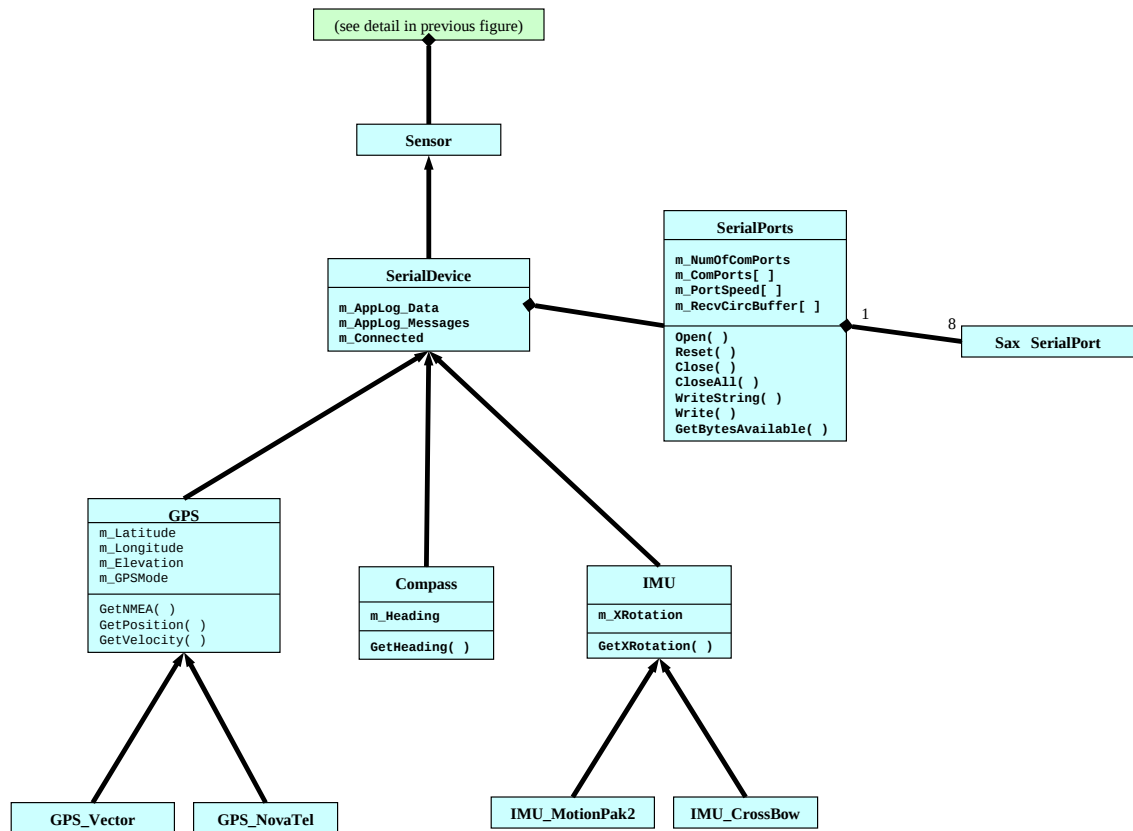 (see detail in previous figure)
Sensor
SerialPorts
m_NumOfComPorts
m_ComPorts[ ]
m_PortSpeed[ ]
m_RecvCircBuffer[ ]
Open( )
Reset( )
Close( )
CloseAll( )
WriteString( )
Write( )
GetBytesAvailable( )
1
8
Sax SerialPort
SerialDevice
m_AppLog_Data
m_AppLog_Messages
m_Connected
GPS
m_Latitude
m_Longitude
m_Elevation
m_GPSMode
GetNMEA( )
GetPosition( )
GetVelocity( )
Compass
m_Heading
GetHeading( )
IMU
m_XRotation
GetXRotation( )
GPS_Vector
GPS_NovaTel
IMU_MotionPak2
IMU_CrossBow